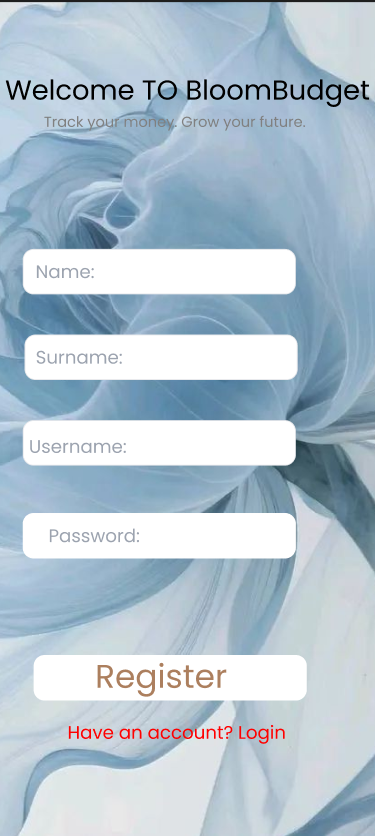 Welcome TO BloomBudget
Track your money. Grow your future.
Name:
Surname:
Username:
Password:
Register
Have an account? Login